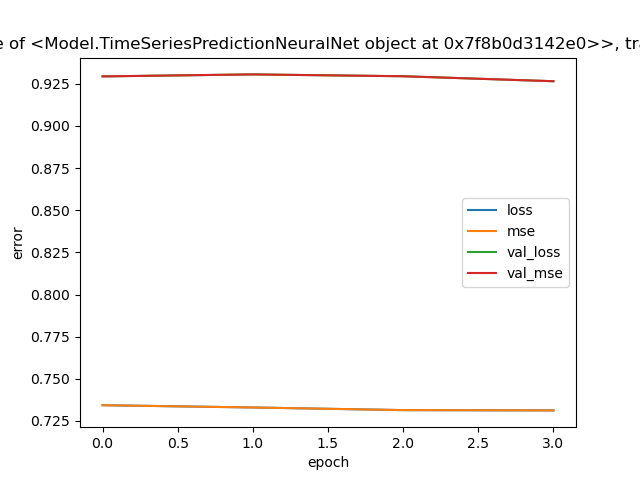 e of <Model.TimeSeriesPredictionNeuralNet object at 0x7f8b0d3142e0>>, tra
0.925
0.900
0.875
0.850
0.825
0.800
0.775
0.750
0.725
error
loss
mse
val_loss
val_mse
0.0 0.5 1.0 1.5 2.0 2.5 3.0
epoch